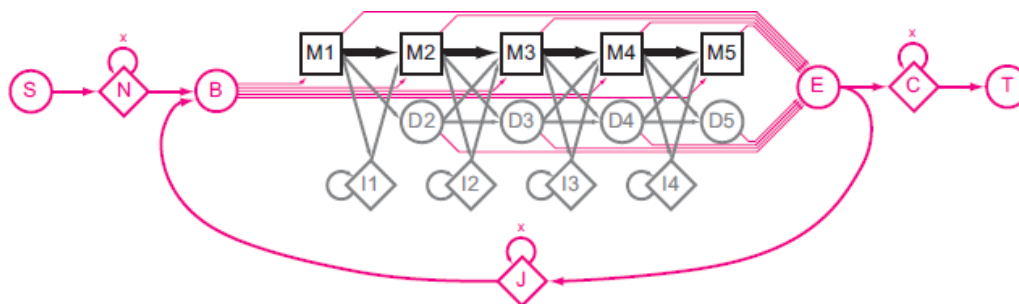 M1 M2 M3 M4 M5
x x
S N B E C T
D2 D3 D4 D5
I1 I2 I3 I4
x
J